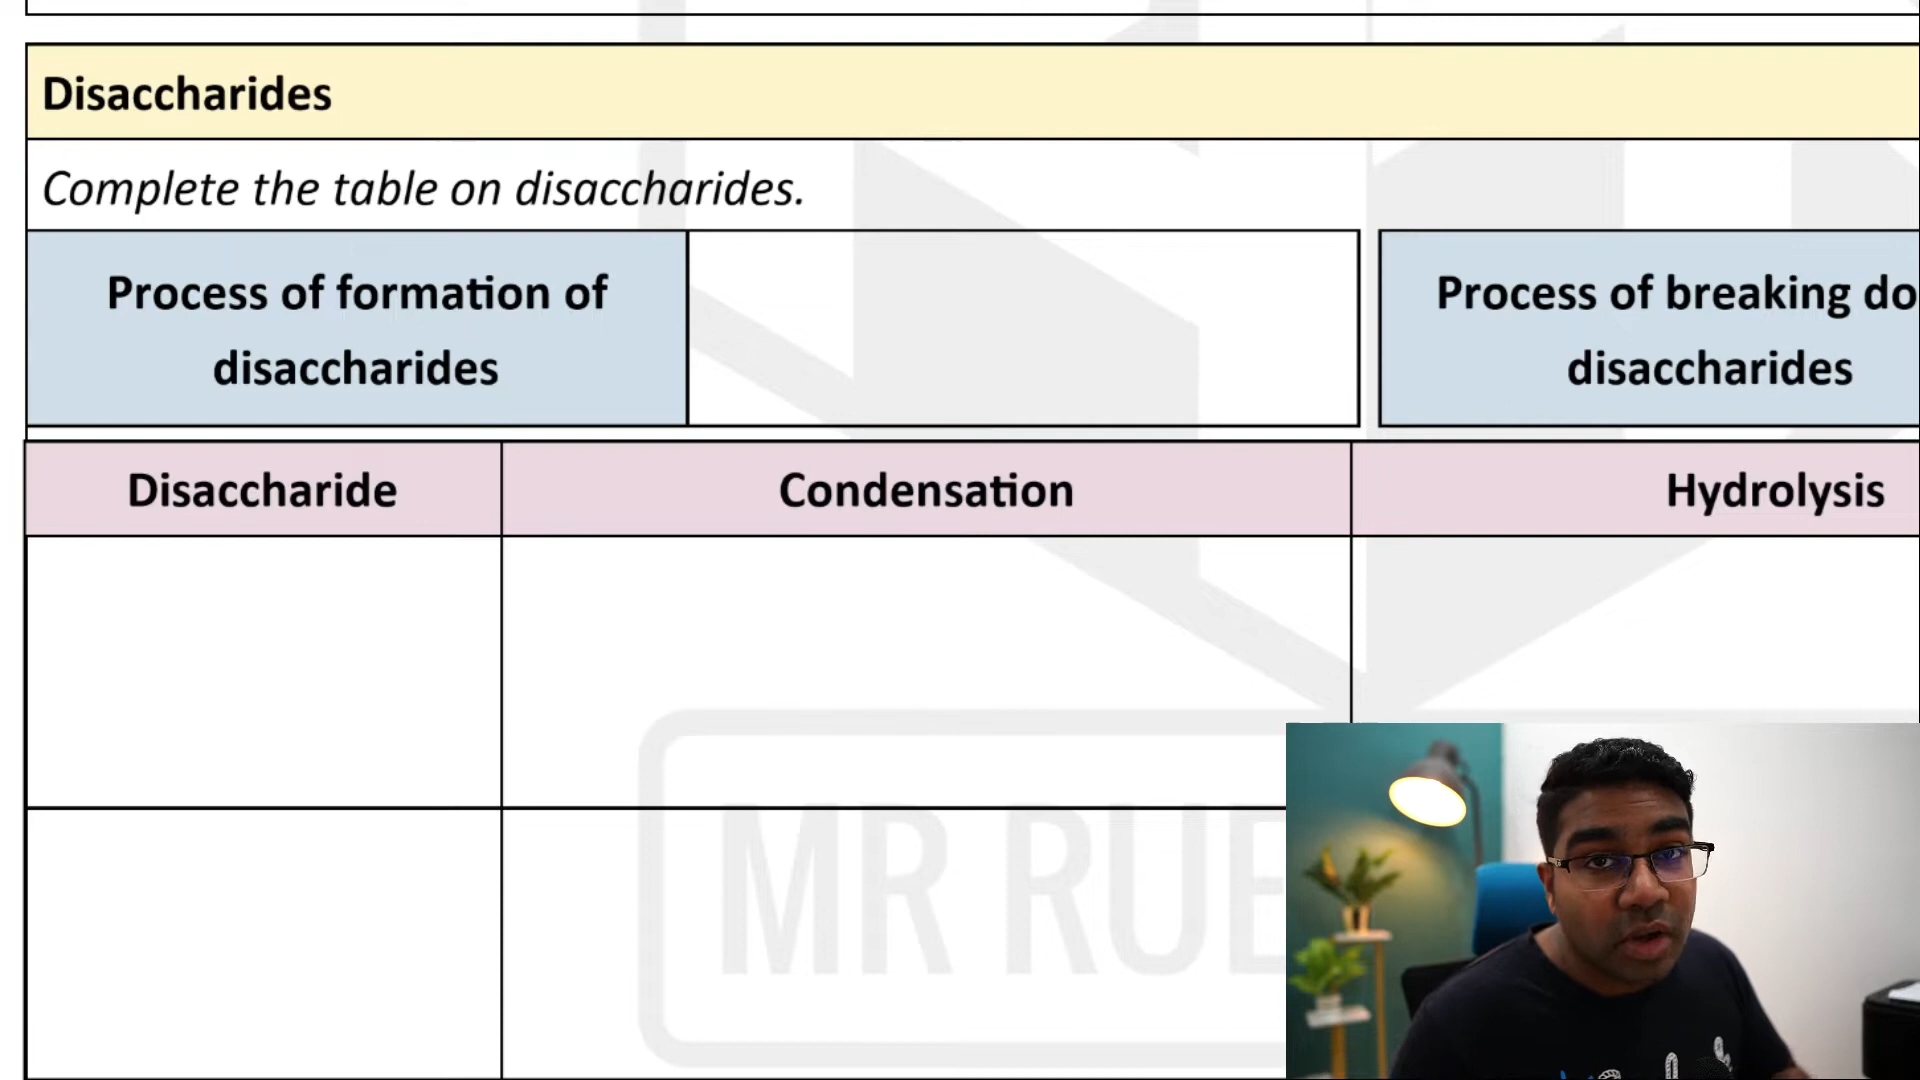 Disaccharides
Complete the table on disaccharides.
Process of formation of
disaccharides
Process of breaking do
disaccharides
Disaccharide
Condensation
Hydrolysis
MR RUE